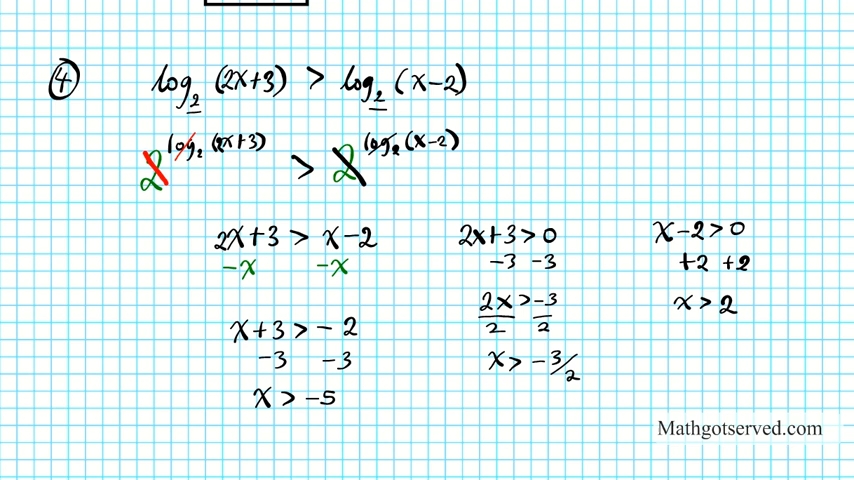 ④ log₂(2x+3) > log₂(x-2)
2^log₂(2x+3) > 2^log₂(x-2)
2x+3 > x-2
-x -x
x+3 > -2
-3 -3
x > -5
2x+3 > 0
-3 -3
2x/2 > -3/2
x > -3/2
x-2 > 0
+2 +2
x > 2
Mathgotserved.com